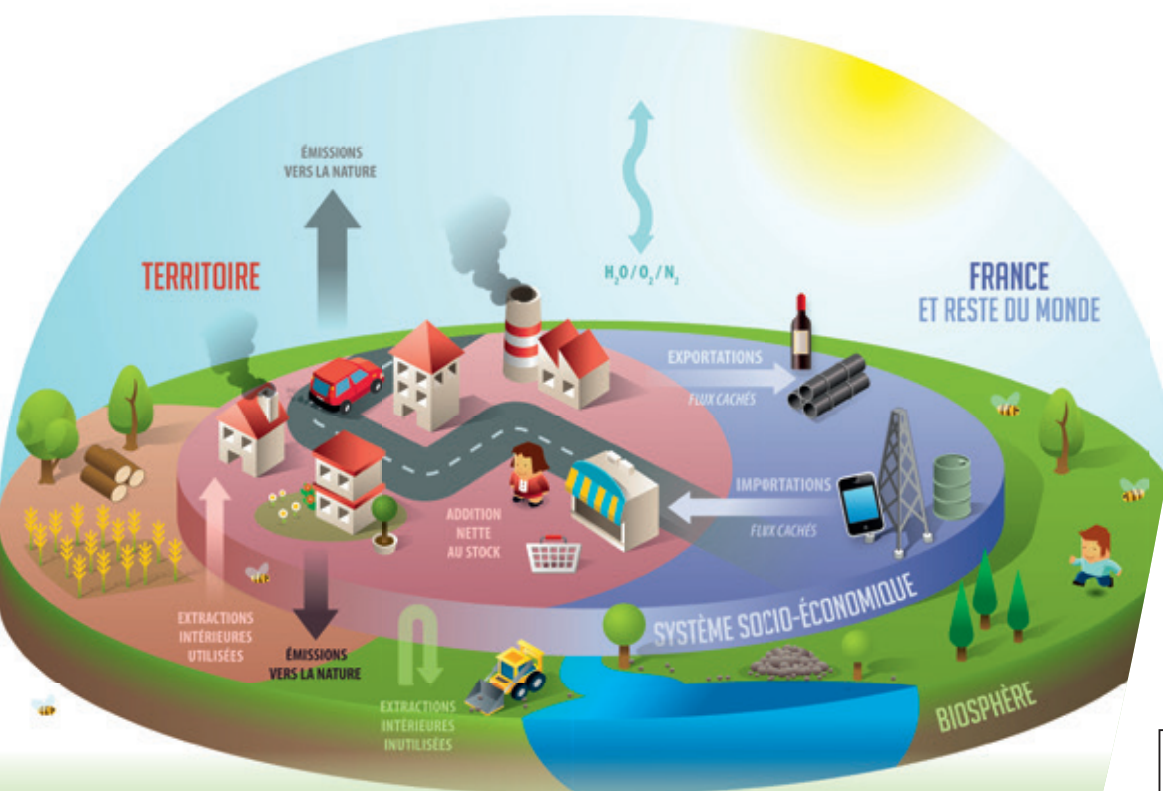 ÉMISSIONS
VERS LA NATURE
H₂O/O₂/N₂
TERRITOIRE
FRANCE
ET RESTE DU MONDE
EXPORTATIONS
FLUX CACHÉS
IMPORTATIONS
FLUX CACHÉS
ADDITION
NETTE
AU STOCK
EXTRACTIONS
INTÉRIEURES
UTILISÉES
ÉMISSIONS
VERS LA NATURE
EXTRACTIONS
INTÉRIEURES
INUTILISÉES
SYSTÈME SOCIO-ÉCONOMIQUE
BIOSPHÈRE